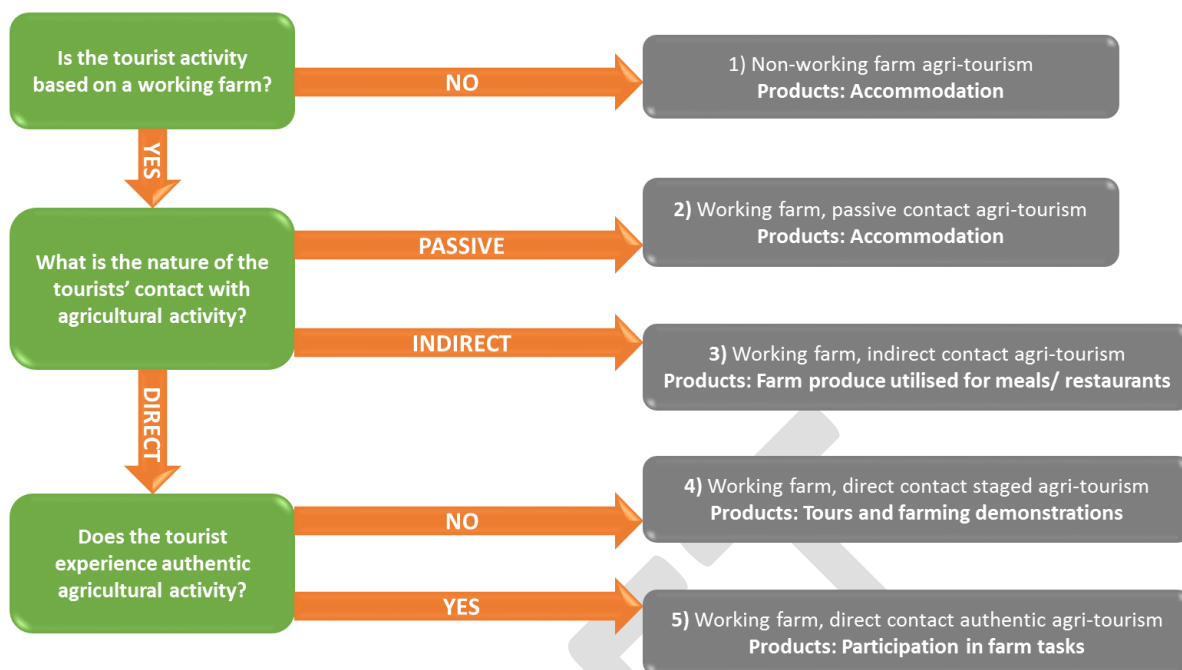 Is the tourist activity
based on a working farm?
NO
1) Non-working farm agri-tourism
Products: Accommodation
YES
What is the nature of the
tourists’ contact with
agricultural activity?
PASSIVE
2) Working farm, passive contact agri-tourism
Products: Accommodation
INDIRECT
3) Working farm, indirect contact agri-tourism
Products: Farm produce utilised for meals/ restaurants
DIRECT
Does the tourist
experience authentic
agricultural activity?
NO
4) Working farm, direct contact staged agri-tourism
Products: Tours and farming demonstrations
YES
5) Working farm, direct contact authentic agri-tourism
Products: Participation in farm tasks